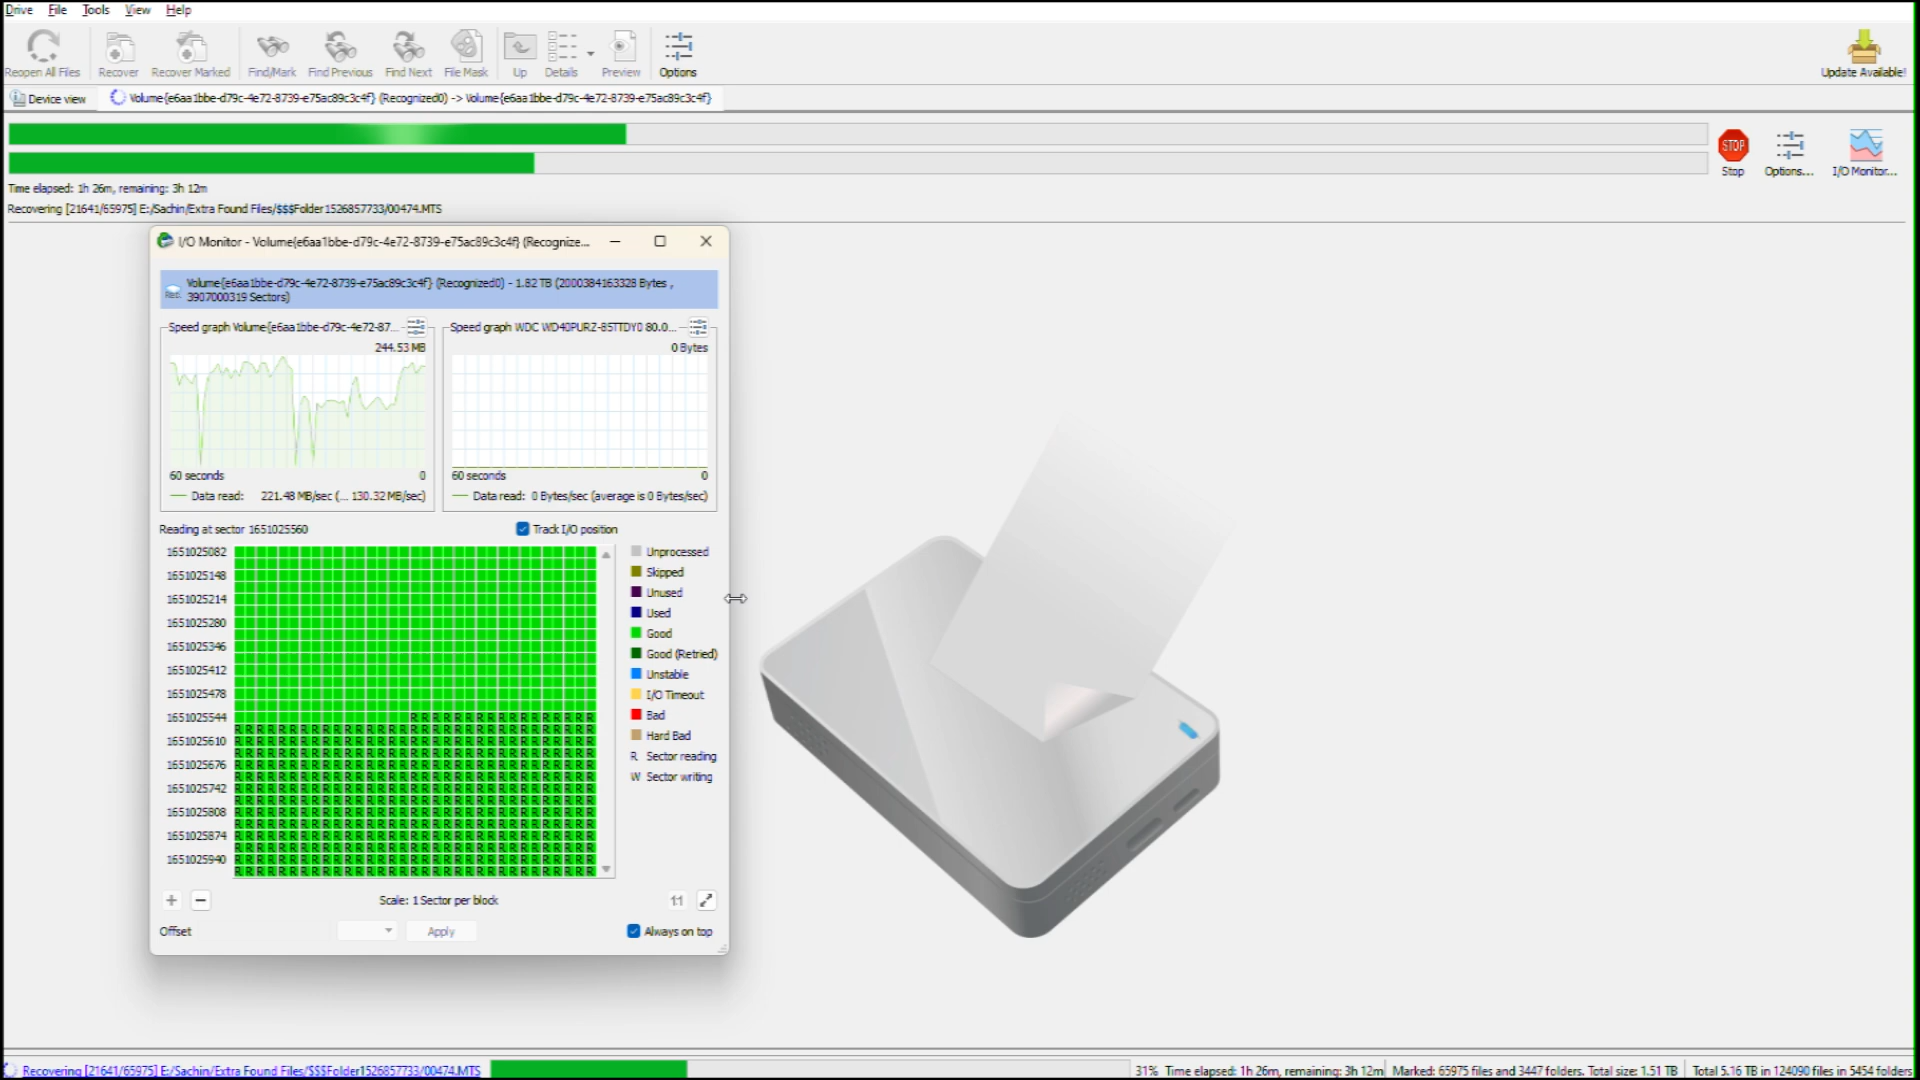 Drive File Tools View Help
Reopen All Files Recover Recover Marked Find/Mark Find Previous Find Next File Mask Up Details Preview Options Update Available!
Device view Volume{e6aa1bbe-d79c-4e72-8739-e75ac89c3c4f} (Recognized0) -> Volume{e6aa1bbe-d79c-4e72-8739-e75ac89c3c4f}
STOP
Stop Options... I/O Monitor...
Time elapsed: 1h 26m, remaining: 3h 12m
Recovering [21641/65975] E:/Sachin/Extra Found Files/$$$Folder1526857733/00474.MTS
I/O Monitor - Volume{e6aa1bbe-d79c-4e72-8739-e75ac89c3c4f} (Recognize...
Rec. Volume{e6aa1bbe-d79c-4e72-8739-e75ac89c3c4f} (Recognized0) - 1.82 TB (2000384163328 Bytes ,
3907000319 Sectors)
Speed graph Volume{e6aa1bbe-d79c-4e72-87... Speed graph WDC WD40PURZ-85TTDY0 80.0...
244.53 MB 0 Bytes
60 seconds 0 60 seconds 0
Data read: 221.48 MB/sec (... 130.32 MB/sec) Data read: 0 Bytes/sec (average is 0 Bytes/sec)
Reading at sector 1651025560 Track I/O position
1651025082
1651025148
1651025214
1651025280
1651025346
1651025412
1651025478
1651025544 R R R R R R R R R R R R R R R R R
1651025610
1651025676
1651025742
1651025808
1651025874
1651025940
Unprocessed
Skipped
Unused
Used
Good
Good (Retried)
Unstable
I/O Timeout
Bad
Hard Bad
R Sector reading
W Sector writing
+ − Scale: 1 Sector per block 1:1
Offset Apply Always on top
Recovering [21641/65975] E:/Sachin/Extra Found Files/$$$Folder1526857733/00474.MTS 31% Time elapsed: 1h 26m, remaining: 3h 12m Marked: 65975 files and 3447 folders. Total size: 1.51 TB Total 5.16 TB in 124090 files in 5454 folders